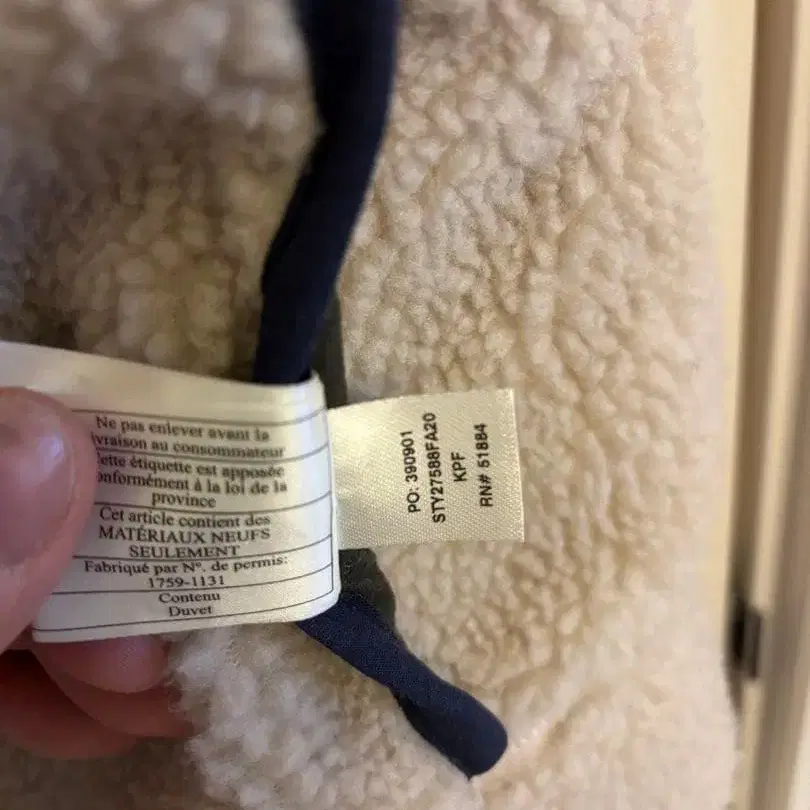 Ne pas enlever avant la
livraison au consommateur
Cette étiquette est apposée
conformément à la loi de la
province
Cet article contient des
MATÉRIAUX NEUFS
SEULEMENT
Fabriqué par Nº. de permis:
1759-1131
Contenu
Duvet
PO: 390901
STY27588FA20
KPF
RN# 51884